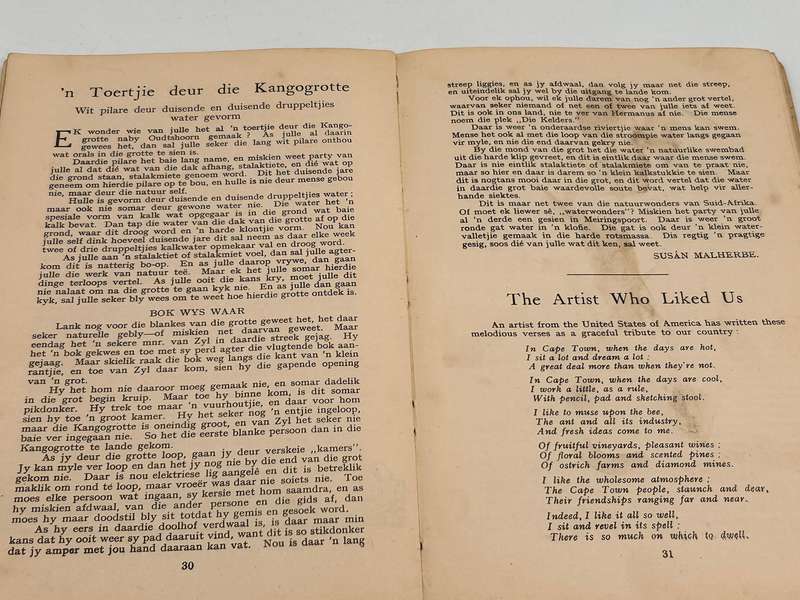 'n Toertjie deur die Kangogrotte
Wit pilare deur duisende en duisende druppeltjies
water gevorm
EK wonder wie van julle het al 'n toertjie deur die Kango-
grotte naby Oudtshoorn gemaak? As julle al daarin
gewees het, dan sal julle seker die lang wit pilare onthou
wat orals in die grotte te sien is.
Daardie pilare het baie lang name, en miskien weet party van
julle al dat dié wat van die dak afhang, stalaktiete, en dié wat op
die grond staan, stalakmiete genoem word. Dit het duisende jare
geneem om hierdie pilare op te bou, en hulle is nie deur mense gebou
nie, maar deur die natuur self.
Hulle is gevorm deur duisende en duisende druppeltjies water;
maar ook nie somar deur gewone water nie. Die water het 'n
spesiale vorm van kalk wat opgegaar is in die grond wat baie
kalk bevat. Dan tap die water van die dak van die grotte af op die
grond, waar dit droog word en 'n harde klontjie vorm. Nou kan
julle self dink hoeveel duisende jare dit sal neem as daar elke week
twee of drie druppeltjies kalkwater opmekaar val en droog word.
As julle aan 'n stalaktiet of stalakmiet voel, dan sal julle agter-
kom dit is natterig bo-op. En as julle daarop vrywe, dan gaan
julle die werk van natuur teë. Maar ek het julle somar hierdie
dinge terloops vertel. As julle ooit die kans kry, moet julle dit
nie nalaat om na die grotte te gaan kyk nie. En as julle dan gaan
kyk, sal julle seker bly wees om te weet hoe hierdie grotte ontdek is.
BOK WYS WAAR
Lank nog voor die blankes van die grotte geweet het, het daar
seker naturelle gebly—of miskien net daarvan geweet. Maar
eendag het 'n sekere mnr. van Zyl in daardie streek gejag. Hy
het 'n bok gekwes en toe met sy perd agter die vlugtende bok aan-
gejaag. Maar skielik raak die bok weg langs die kant van 'n klein
rantjie, en toe van Zyl daar kom, sien hy die gapende opening
van 'n grot.
Hy het hom nie daaroor moeg gemaak nie, en somar dadelik
in die grot begin kruip. Maar toe hy binne kom, is dit somar
pikdonker. Hy trek toe maar 'n vuurhoutjie, en daar voor hom
sien hy toe 'n groot kamer. Hy het seker nog 'n entjie ingeloop,
maar die Kangogrotte is oneindig groot, en van Zyl het seker nie
baie ver ingegaan nie. So het die eerste blanke persoon dan in die
Kangogrotte te lande gekom.
As jy deur die grotte loop, gaan jy deur verskeie „kamers".
Jy kan myle ver loop en dan het jy nog nie by die end van die grot
gekom nie. Daar is nou elektriese lig aangelê en dit is betreklik
maklik om rond te loop, maar vroeër was daar nie soiets nie. Toe
moes elke persoon wat ingaan, sy kersie met hom saamdra, en as
hy miskien afdwaal, van die ander persone en die gids af, dan
moes hy maar doodstil bly sit totdat hy gemis en gesoek word.
As hy eers in daardie doolhof verdwaal is, is daar maar min
kans dat hy ooit weer sy pad daaruit vind, want dit is so stikdonker
dat jy amper met jou hand daaraan kan vat. Nou is daar 'n lang
30
streep liggies, en as jy afdwaal, dan volg jy maar net die streep,
en uiteindelik sal jy wel by die uitgang te lande kom.
Voor ek ophou, wil ek julle darem van nog 'n ander grot vertel,
waarvan seker niemand of net een of twee van julle iets af weet.
Dit is ook in ons land, nie te ver van Hermanus af nie. Die mense
noem die plek „Die Kelders."
Daar is weer 'n onderaardse riviertjie waar 'n mens kan swem.
Mense het ook al met die loop van die stroompie water langs gegaan
vir myle, en nie die end daarvan gekry nie.
By die mond van die grot het die water 'n natuurlike swembad
uit die harde klip gevreet, en dit is eintlik daar waar die mense swem.
Daar is nie eintlik stalaktiete of stalakmiete om van te praat nie,
maar so hier en daar is darem so 'n klein kalkstukkie te sien. Maar
dit is nogtans mooi daar in die grot, en dit word vertel dat die water
in daardie grot baie waardevolle soute bevat, wat help vir aller-
hande siektes.
Dit is maar net twee van die natuurwonders van Suid-Afrika.
Of moet ek liewer sê, „waterwonders"? Miskien het party van julle
al 'n derde een gesien in Meiringspoort. Daar is weer 'n groot
ronde gat water in 'n klofie. Die gat is ook deur 'n klein water-
valletjie gemaak in die harde rotsmassa. Dis regtig 'n pragtige
gesig, soos dié van julle wat dit ken, sal weet.
SUSÁN MALHERBE.
The Artist Who Liked Us
An artist from the United States of America has written these
melodious verses as a graceful tribute to our country:
In Cape Town, when the days are hot,
I sit a lot and dream a lot;
A great deal more than when they're not.
In Cape Town, when the days are cool,
I work a little, as a rule,
With pencil, pad and sketching stool.
I like to muse upon the bee,
The ant and all its industry,
And fresh ideas come to me.
Of fruitful vineyards, pleasant wines;
Of floral blooms and scented pines;
Of ostrich farms and diamond mines.
I like the wholesome atmosphere;
The Cape Town people, staunch and dear,
Their friendships ranging far and near.
Indeed, I like it all so well,
I sit and revel in its spell;
There is so much on which to dwell.
31